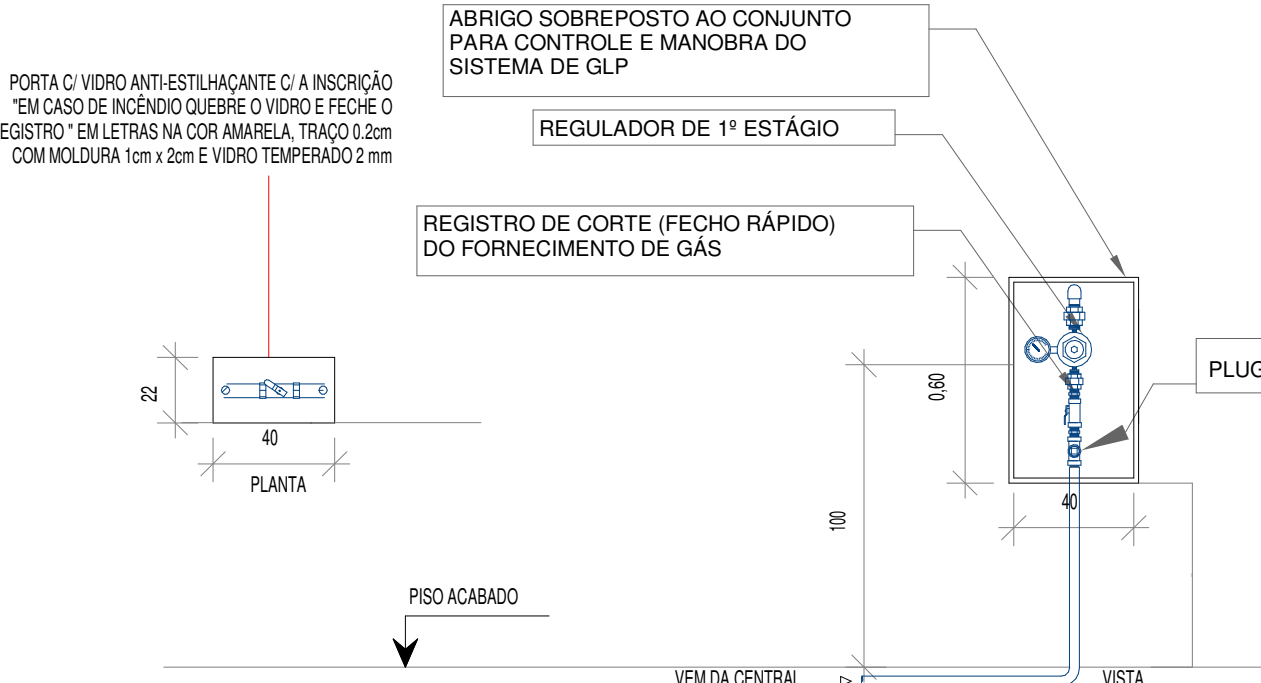 ABRIGO SOBREPOSTO AO CONJUNTO
PARA CONTROLE E MANOBRA DO
SISTEMA DE GLP
PORTA C/ VIDRO ANTI-ESTILHAÇANTE C/ A INSCRIÇÃO
"EM CASO DE INCÊNDIO QUEBRE O VIDRO E FECHE O
EGISTRO " EM LETRAS NA COR AMARELA, TRAÇO 0.2cm
COM MOLDURA 1cm x 2cm E VIDRO TEMPERADO 2 mm
REGULADOR DE 1º ESTÁGIO
REGISTRO DE CORTE (FECHO RÁPIDO)
DO FORNECIMENTO DE GÁS
PLUG
22
0,60
40
PLANTA
40
100
PISO ACABADO
VEM DA CENTRAL
VISTA